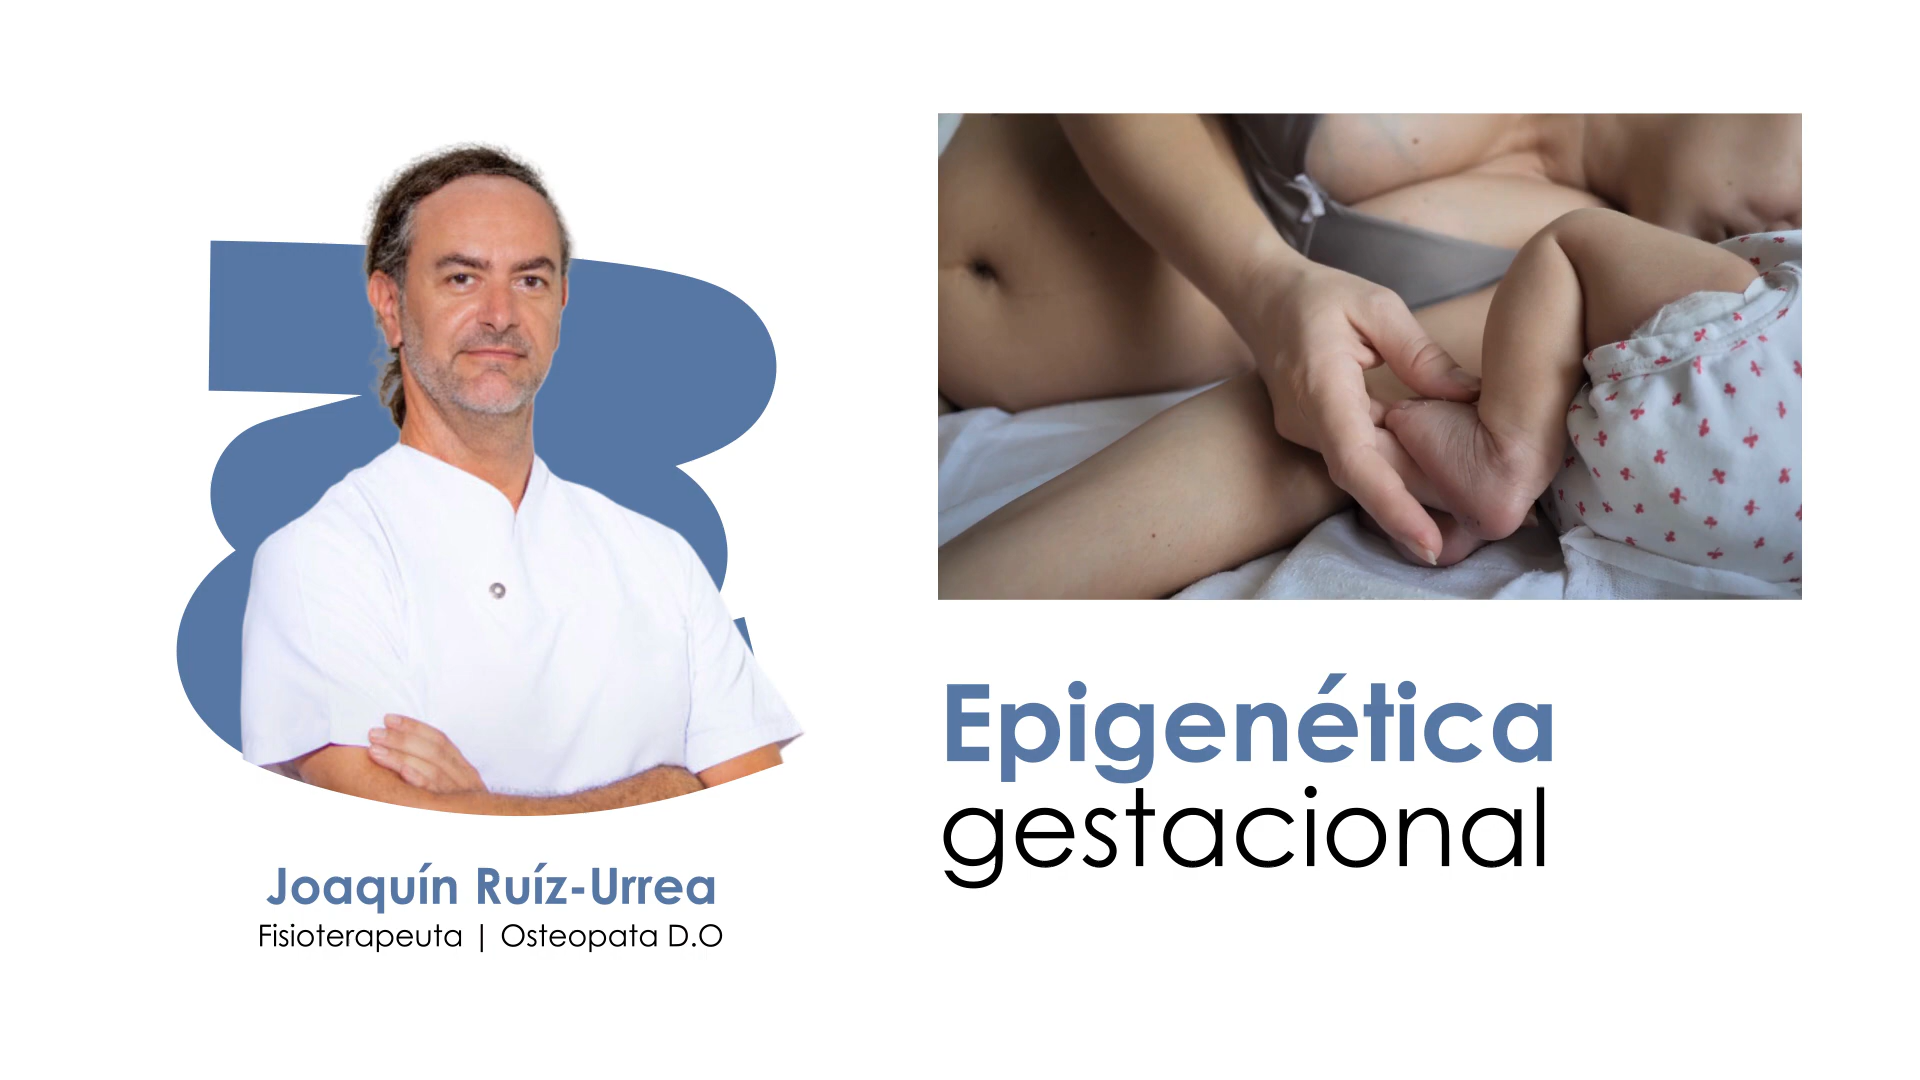 Epigenética
gestacional
Joaquín Ruíz-Urrea
Fisioterapeuta | Osteopata D.O